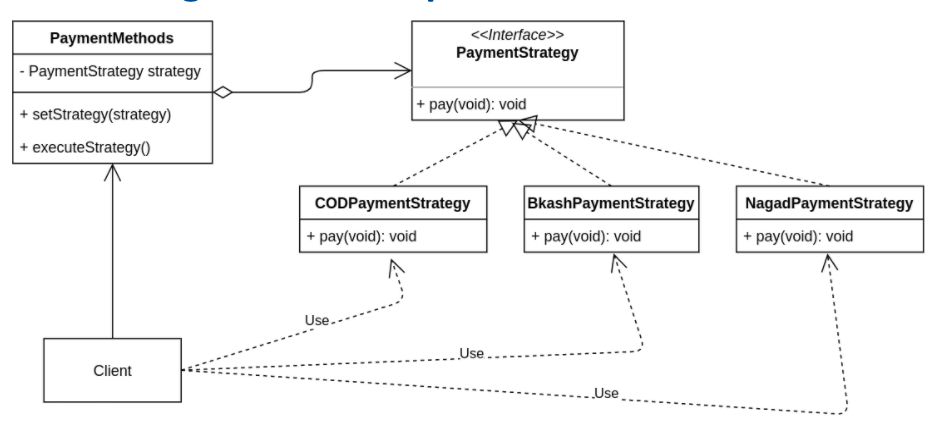 PaymentMethods
- PaymentStrategy strategy
+ setStrategy(strategy)
+ executeStrategy()
<<Interface>>
PaymentStrategy
+ pay(void): void
CODPaymentStrategy
+ pay(void): void
BkashPaymentStrategy
+ pay(void): void
NagadPaymentStrategy
+ pay(void): void
Client
Use
Use
Use